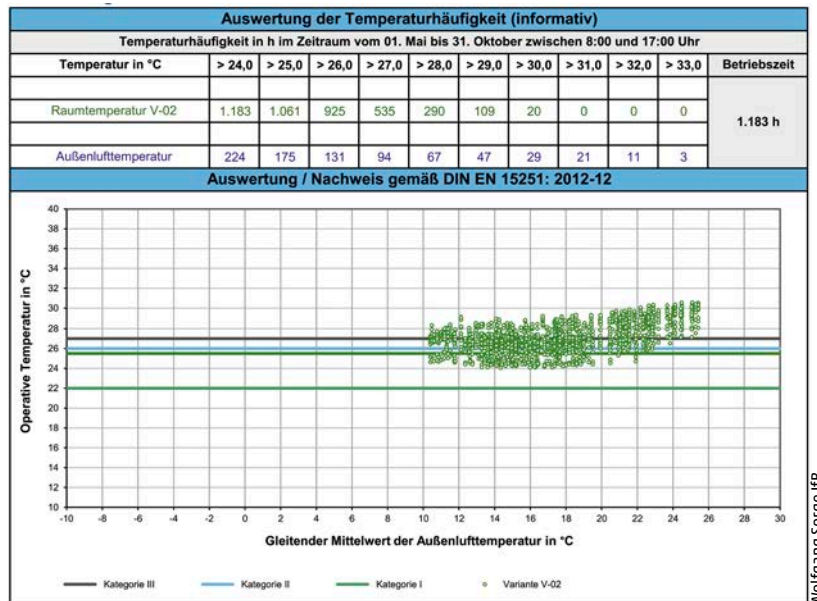 Auswertung der Temperaturhäufigkeit (informativ)
Temperaturhäufigkeit in h im Zeitraum vom 01. Mai bis 31. Oktober zwischen 8:00 und 17:00 Uhr
Temperatur in °C > 24,0 > 25,0 > 26,0 > 27,0 > 28,0 > 29,0 > 30,0 > 31,0 > 32,0 > 33,0 Betriebszeit
Raumtemperatur V-02 1.183 1.061 925 535 290 109 20 0 0 0
1.183 h
Außenlufttemperatur 224 175 131 94 67 47 29 21 11 3
Auswertung / Nachweis gemäß DIN EN 15251: 2012-12
Operative Temperatur in °C
40
38
36
34
32
30
28
26
24
22
20
18
16
14
12
10
-10 -8 -6 -4 -2 0 2 4 6 8 10 12 14 16 18 20 22 24 26 28 30
Gleitender Mittelwert der Außenlufttemperatur in °C
Kategorie III Kategorie II Kategorie I Variante V-02
Wolfgang Sorge IfB